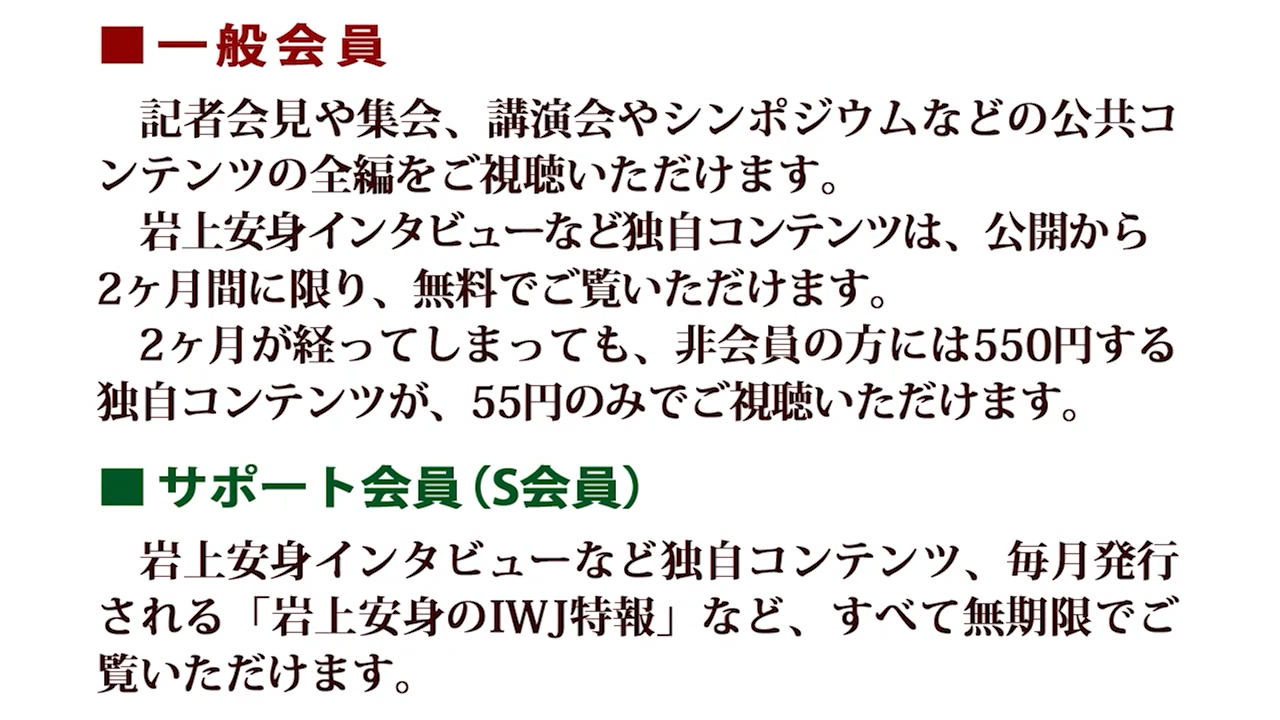 ■一般会員
　記者会見や集会、講演会やシンポジウムなどの公共コ
ンテンツの全編をご視聴いただけます。
　岩上安身インタビューなど独自コンテンツは、公開から
2ヶ月間に限り、無料でご覧いただけます。
　2ヶ月が経ってしまっても、非会員の方には550円する
独自コンテンツが、55円のみでご視聴いただけます。
■サポート会員（S会員）
　岩上安身インタビューなど独自コンテンツ、毎月発行
される「岩上安身のIWJ特報」など、すべて無期限でご
覧いただけます。